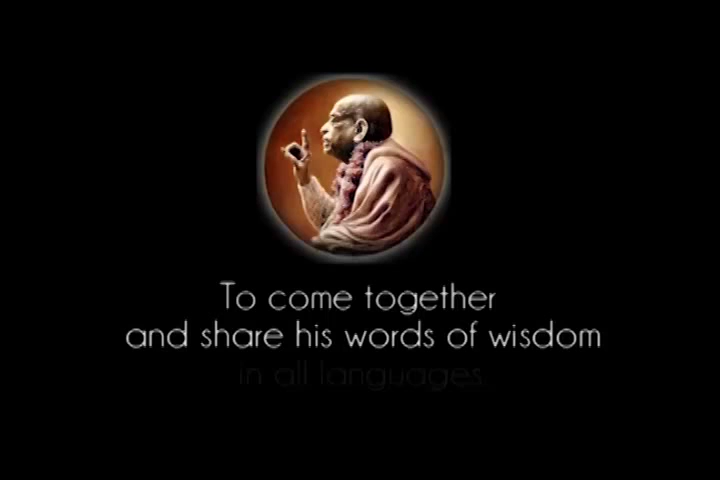 To come together
and share his words of wisdom
in all languages.